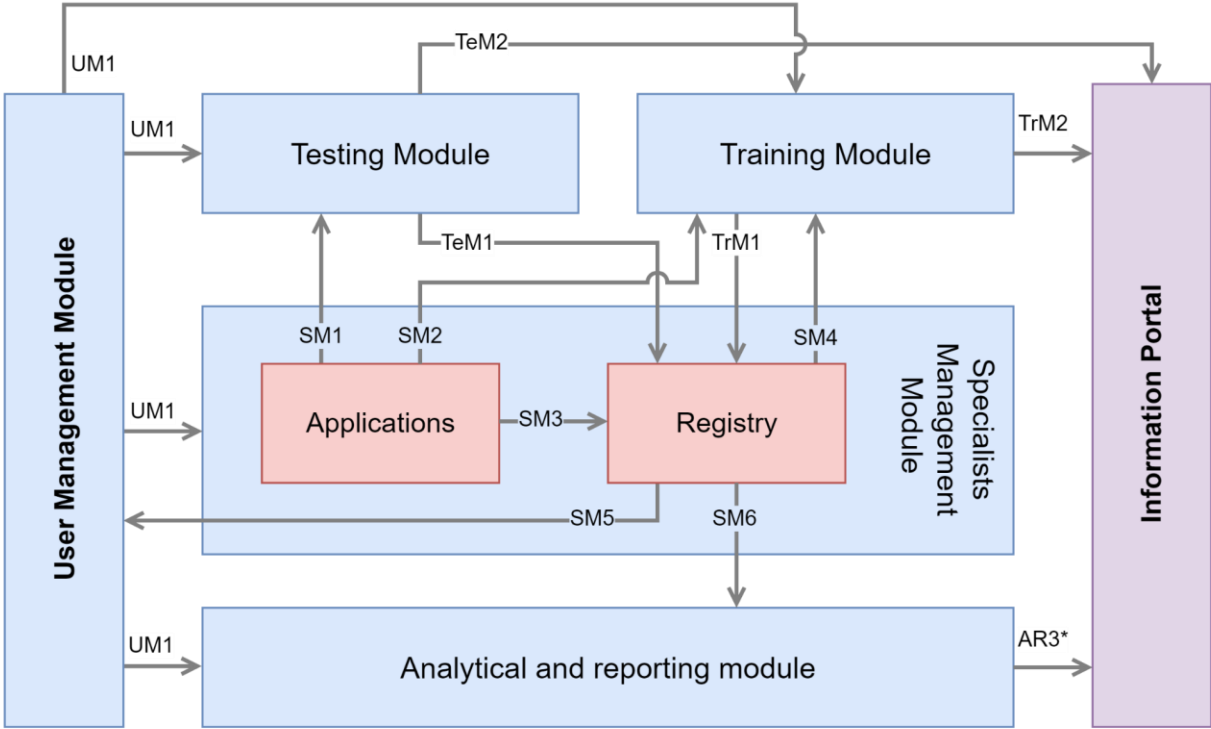 TeM2
UM1
UM1
TrM2
Testing Module
Training Module
TeM1
TrM1
User Management Module
Information Portal
SM1
SM2
SM4
Specialists
Management
Module
UM1
Applications
SM3
Registry
SM5
SM6
UM1
AR3*
Analytical and reporting module